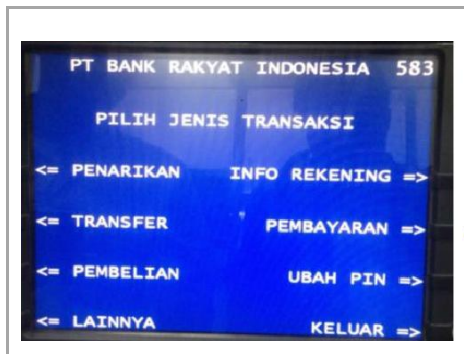 PT BANK RAKYAT INDONESIA 583
PILIH JENIS TRANSAKSI
<= PENARIKAN INFO REKENING =>
<= TRANSFER PEMBAYARAN =>
<= PEMBELIAN UBAH PIN =>
<= LAINNYA KELUAR =>